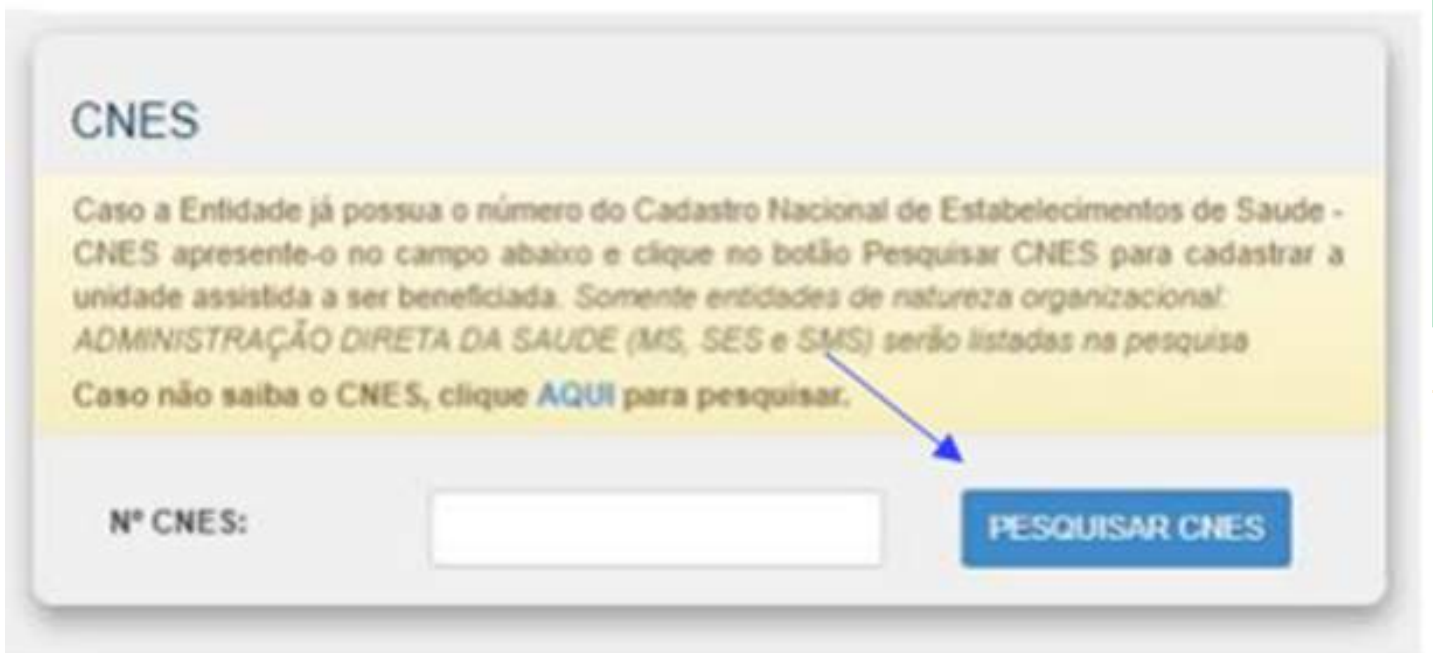 CNES
Caso a Entidade já possua o número do Cadastro Nacional de Estabelecimentos de Saude -
CNES apresente-o no campo abaixo e clique no botão Pesquisar CNES para cadastrar a
unidade assistida a ser beneficiada. Somente entidades de natureza organizacional:
ADMINISTRAÇÃO DIRETA DA SAUDE (MS, SES e SMS) serão listadas na pesquisa
Caso não saiba o CNES, clique AQUI para pesquisar.
Nº CNES:
PESQUISAR CNES